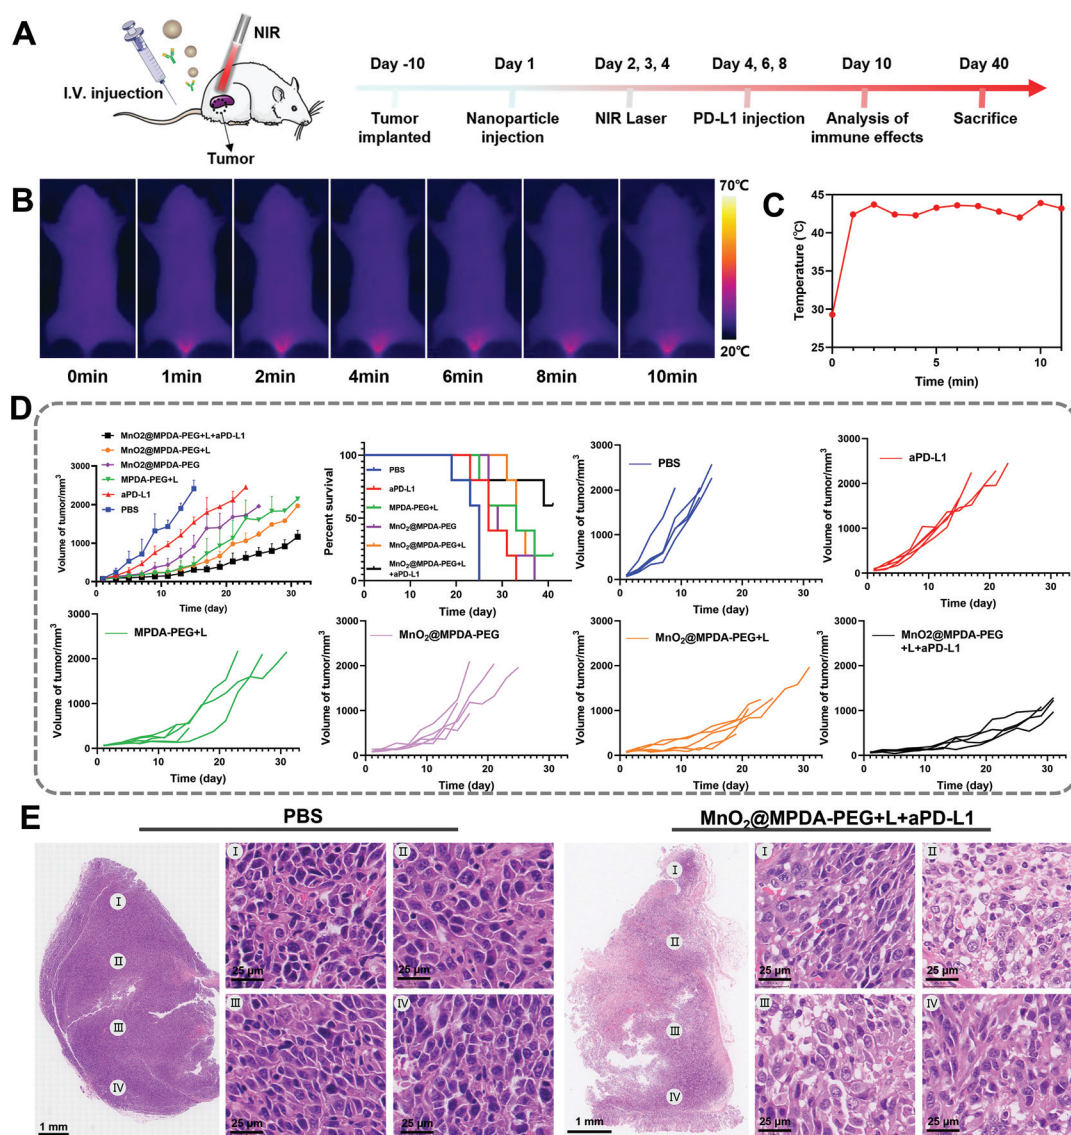 A
NIR
I.V. injuection
Tumor
Day -10
Day 1
Day 2, 3, 4
Day 4, 6, 8
Day 10
Day 40
Tumor
implanted
Nanoparticle
injection
NIR Laser
PD-L1 injection
Analysis of
immune effects
Sacrifice
B
70℃
20℃
0min
1min
2min
4min
6min
8min
10min
C
Temperature (℃)
45
40
35
30
25
0
5
10
Time (min)
D
MnO2@MPDA-PEG+L+aPD-L1
MnO2@MPDA-PEG+L
MnO2@MPDA-PEG
MPDA-PEG+L
aPD-L1
PBS
Volume of tumor/mm³
3000
2000
1000
0
0
10
20
30
Time (day)
Percent survival
100
50
0
PBS
aPD-L1
MPDA-PEG+L
MnO₂@MPDA-PEG
MnO₂@MPDA-PEG+L
MnO₂@MPDA-PEG+L
+aPD-L1
0
10
20
30
40
Time (day)
PBS
Volume of tumor/mm³
3000
2000
1000
0
0
10
20
30
Time (day)
aPD-L1
Volume of tumor/mm³
3000
2000
1000
0
0
10
20
30
Time (day)
MPDA-PEG+L
Volume of tumor/mm³
3000
2000
1000
0
0
10
20
30
Time (day)
MnO₂@MPDA-PEG
Volume of tumor/mm³
3000
2000
1000
0
0
10
20
30
Time (day)
MnO₂@MPDA-PEG+L
Volume of tumor/mm³
3000
2000
1000
0
0
10
20
30
Time (day)
MnO2@MPDA-PEG
+L+aPD-L1
Volume of tumor/mm³
3000
2000
1000
0
0
10
20
30
Time (day)
E
PBS
MnO₂@MPDA-PEG+L+aPD-L1
I
II
III
IV
1 mm
I
25 μm
II
25 μm
III
25 μm
IV
25 μm
I
II
III
IV
1 mm
I
25 μm
II
25 μm
III
25 μm
IV
25 μm